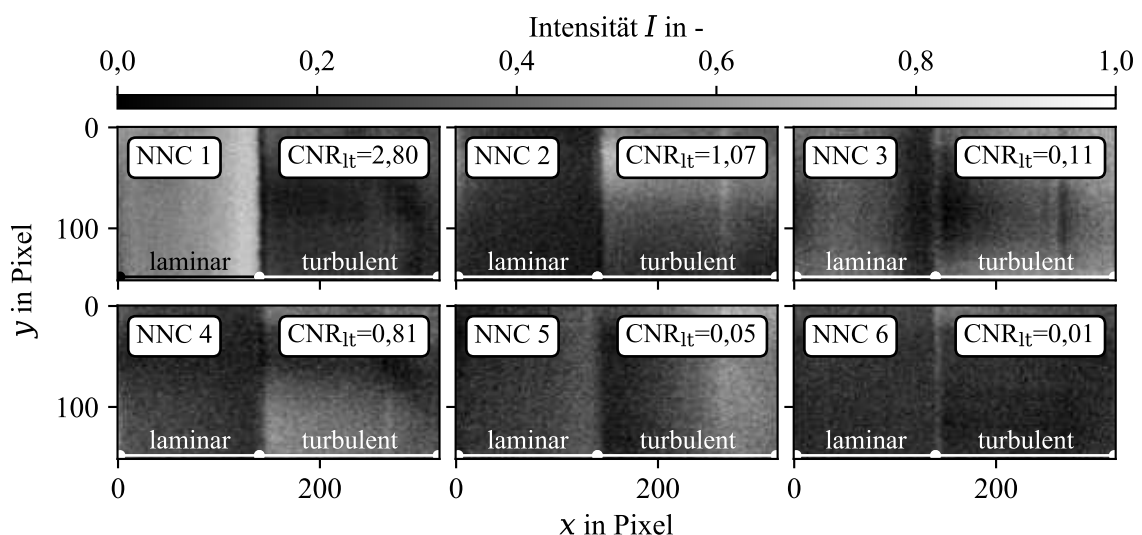 Intensität I in -
0,0 0,2 0,4 0,6 0,8 1,0
0
100
NNC 1 CNRlt=2,80
laminar turbulent
NNC 2 CNRlt=1,07
laminar turbulent
NNC 3 CNRlt=0,11
laminar turbulent
y in Pixel
0
100
NNC 4 CNRlt=0,81
laminar turbulent
NNC 5 CNRlt=0,05
laminar turbulent
NNC 6 CNRlt=0,01
laminar turbulent
0 200 0 200 0 200
x in Pixel